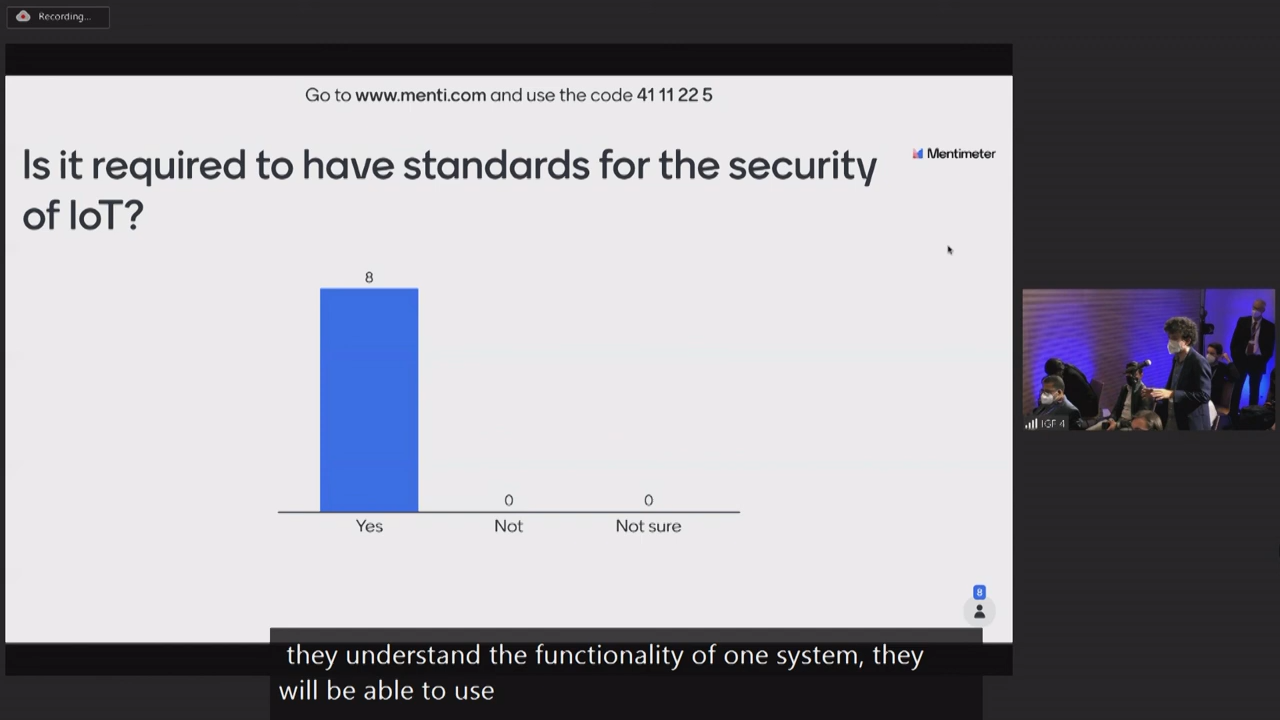 Recording...
Go to www.menti.com and use the code 41 11 22 5
Is it required to have standards for the security
of IoT?
Mentimeter
8
0
0
Yes
Not
Not sure
IGF 4
8
they understand the functionality of one system, they
will be able to use